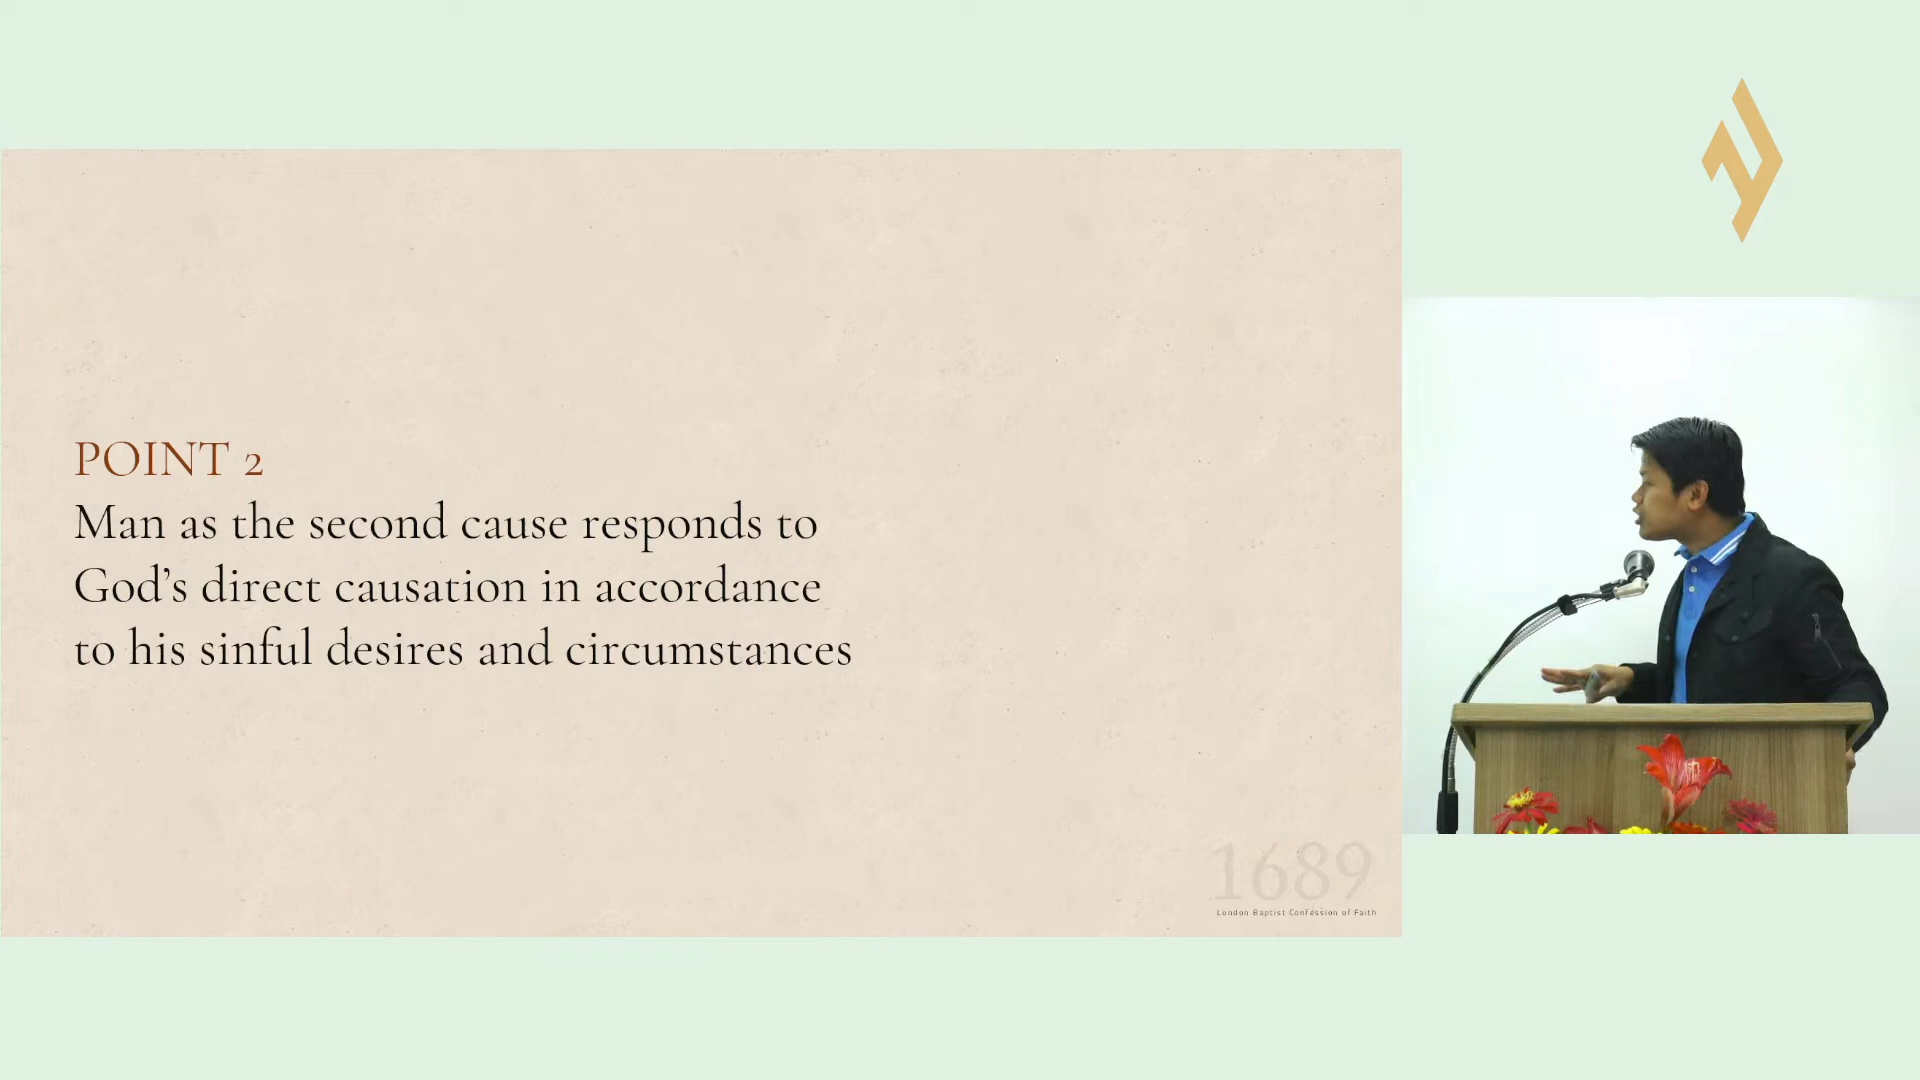 POINT 2
Man as the second cause responds to
God’s direct causation in accordance
to his sinful desires and circumstances
1689
London Baptist Confession of Faith